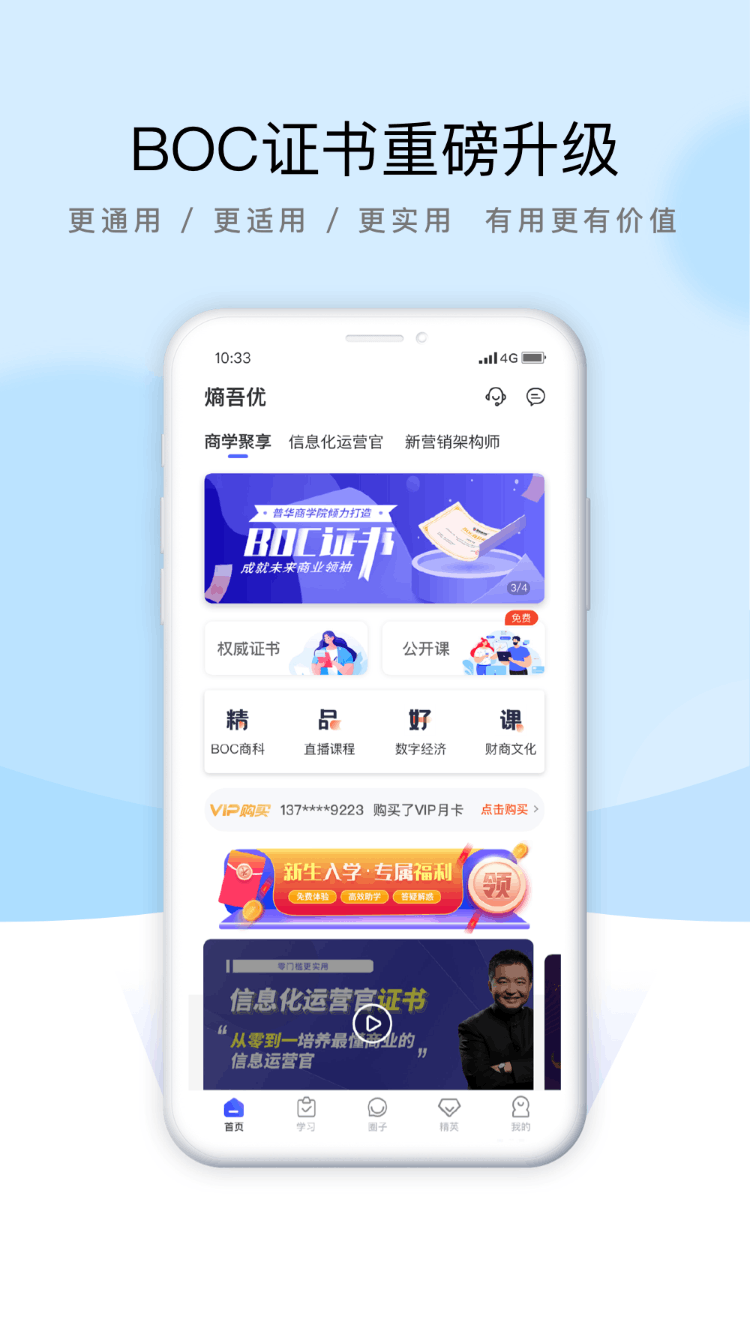 BOC证书重磅升级
更通用 / 更适用 / 更实用 有用更有价值
10:33
4G
熵吾优
商学聚享 信息化运营官 新营销架构师
普华商学院倾力打造
BOC证书
成就未来商业领袖
3/4
免费
权威证书 公开课
精 品 好 课
BOC商科 直播课程 数字经济 财商文化
VIP购买 137****9223 购买了VIP月卡 点击购买
新生入学·专属福利
领
免费体验 高效助学 答疑解惑
零门槛更实用
信息化运营官证书
“从零到一培养最懂商业的
信息运营官”
首页 学习 圈子 精英 我的